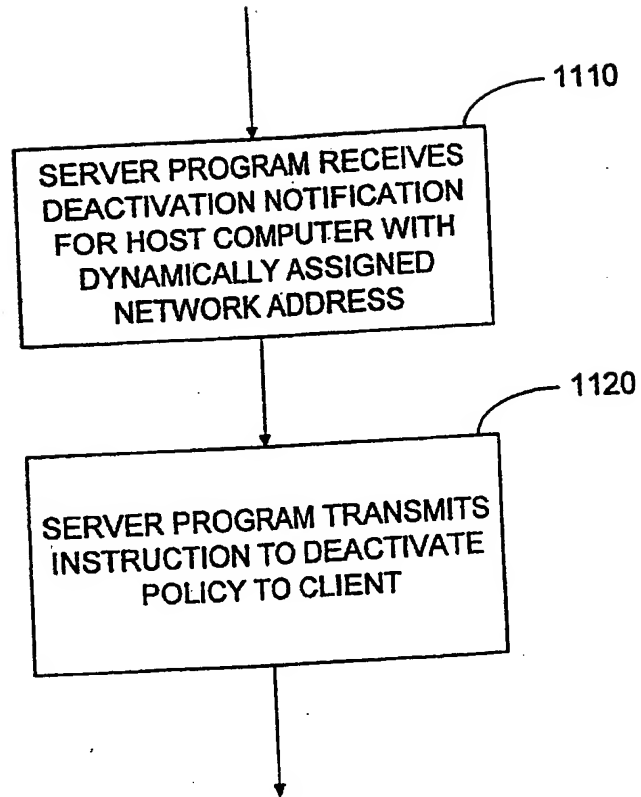 1110
SERVER PROGRAM RECEIVES
DEACTIVATION NOTIFICATION
FOR HOST COMPUTER WITH
DYNAMICALLY ASSIGNED
NETWORK ADDRESS
1120
SERVER PROGRAM TRANSMITS
INSTRUCTION TO DEACTIVATE
POLICY TO CLIENT